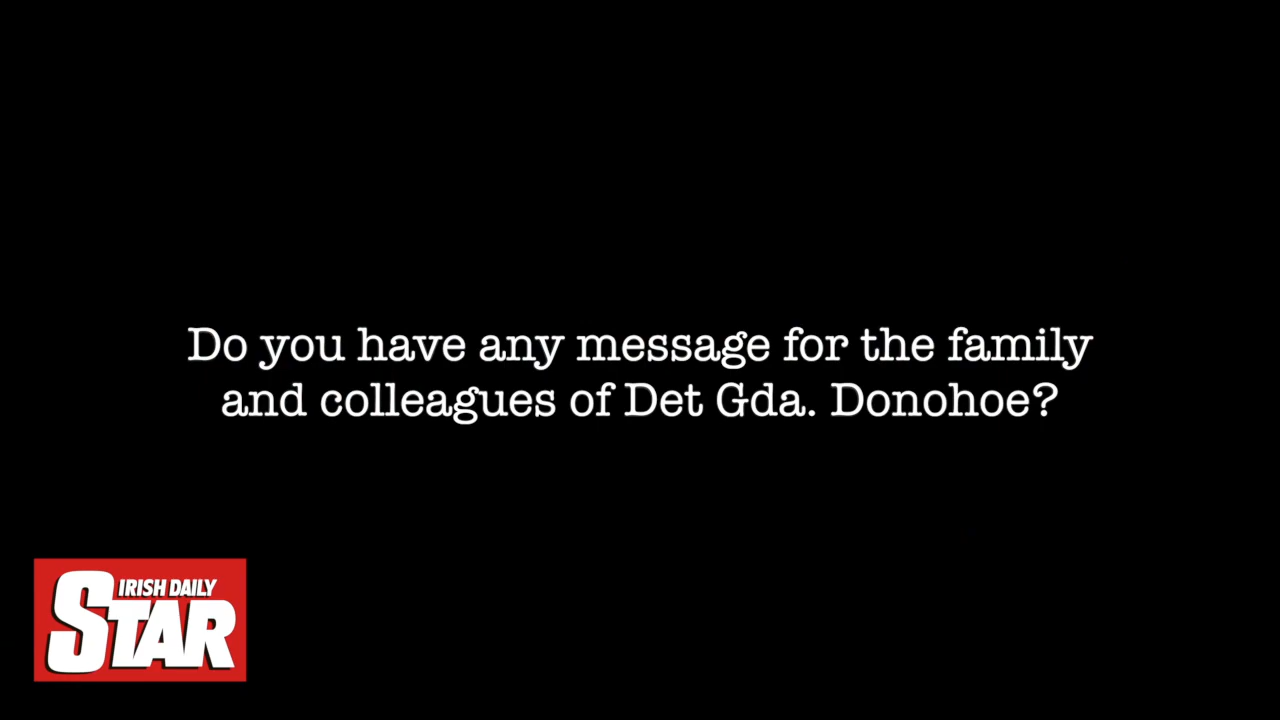 Do you have any message for the family
and colleagues of Det Gda. Donohoe?
IRISH DAILY
STAR